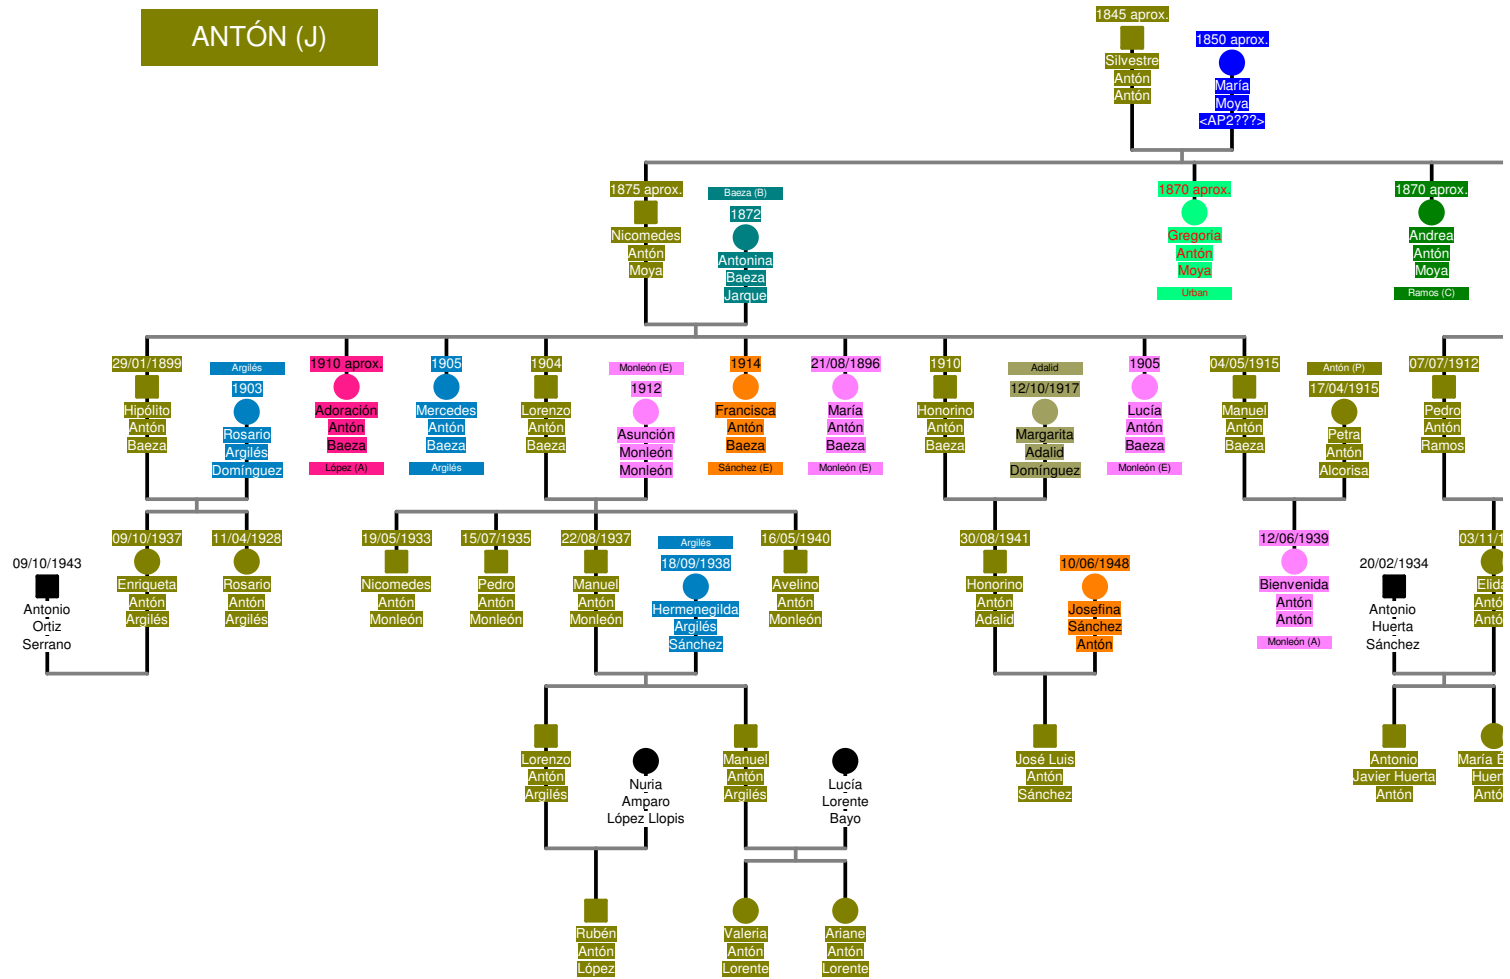 ANTÓN (J)
1845 aprox.
Silvestre
Antón
Antón
1850 aprox.
María
Moya
<AP2???>
1875 aprox.
Nicomedes
Antón
Moya
Baeza (B)
1872
Antonina
Baeza
Jarque
1870 aprox.
Gregoria
Antón
Moya
Urban
1870 aprox.
Andrea
Antón
Moya
Ramos (C)
29/01/1899
Hipólito
Antón
Baeza
Argilés
1903
Rosario
Argilés
Domínguez
1910 aprox.
Adoración
Antón
Baeza
López (A)
1905
Mercedes
Antón
Baeza
Argilés
1904
Lorenzo
Antón
Baeza
Monleón (E)
1912
Asunción
Monleón
Monleón
1914
Francisca
Antón
Baeza
Sánchez (E)
21/08/1896
María
Antón
Baeza
Monleón (E)
1910
Honorino
Antón
Baeza
Adalid
12/10/1917
Margarita
Adalid
Domínguez
1905
Lucía
Antón
Baeza
Monleón (E)
04/05/1915
Manuel
Antón
Baeza
Antón (P)
17/04/1915
Petra
Antón
Alcorisa
07/07/1912
Pedro
Antón
Ramos
09/10/1943
Antonio
Ortiz
Serrano
09/10/1937
Enriqueta
Antón
Argilés
11/04/1928
Rosario
Antón
Argilés
19/05/1933
Nicomedes
Antón
Monleón
15/07/1935
Pedro
Antón
Monleón
22/08/1937
Manuel
Antón
Monleón
Argilés
18/09/1938
Hermenegilda
Argilés
Sánchez
16/05/1940
Avelino
Antón
Monleón
30/08/1941
Honorino
Antón
Adalid
10/06/1948
Josefina
Sánchez
Antón
12/06/1939
Bienvenida
Antón
Antón
Monleón (A)
20/02/1934
Antonio
Huerta
Sánchez
03/11/1
Elida
Antó
Antó
Lorenzo
Antón
Argilés
Nuria
Amparo
López Llopis
Manuel
Antón
Argilés
Lucía
Lorente
Bayo
José Luis
Antón
Sánchez
Antonio
Javier Huerta
Antón
María E
Huer
Antó
Rubén
Antón
López
Valeria
Antón
Lorente
Ariane
Antón
Lorente